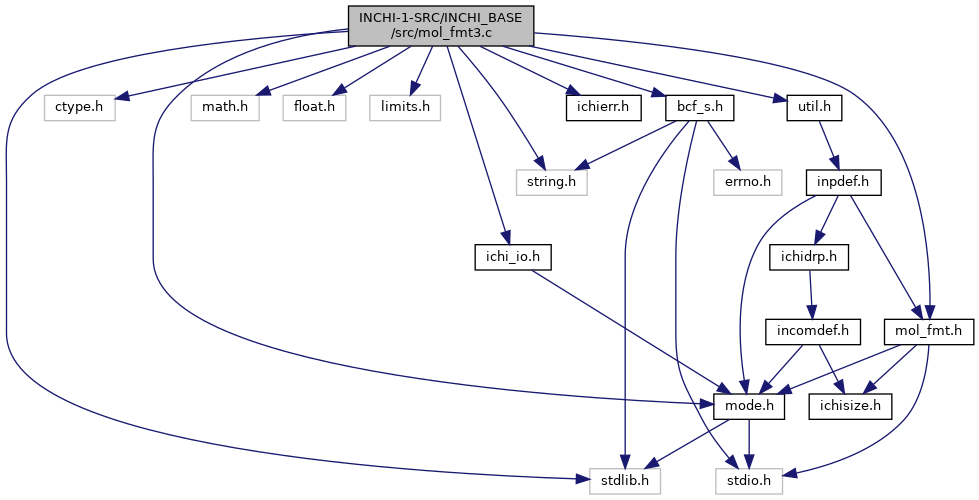 INCHI-1-SRC/INCHI_BASE
/src/mol_fmt3.c
ctype.h
math.h
float.h
limits.h
ichierr.h
bcf_s.h
util.h
string.h
errno.h
inpdef.h
ichi_io.h
ichidrp.h
incomdef.h
mol_fmt.h
mode.h
ichisize.h
stdlib.h
stdio.h